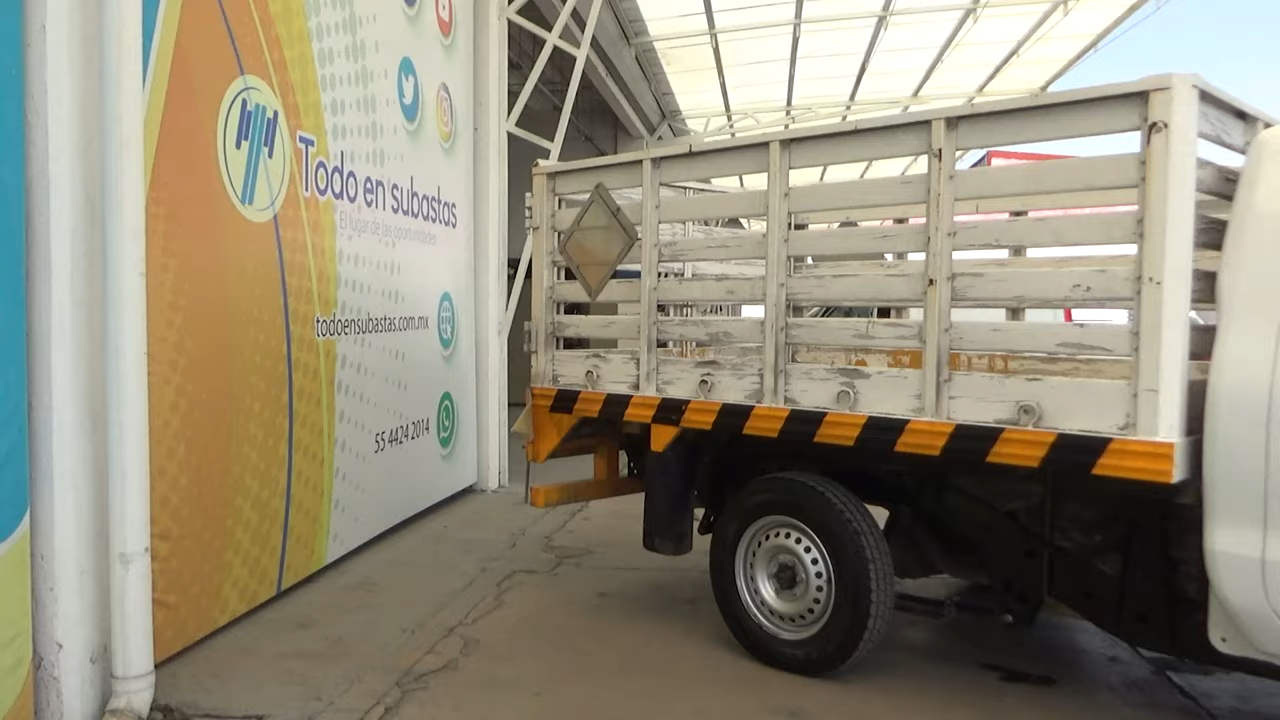 Todo en subastas
El lugar de las oportunidades
todoensubastas.com.mx
55 4424 2014